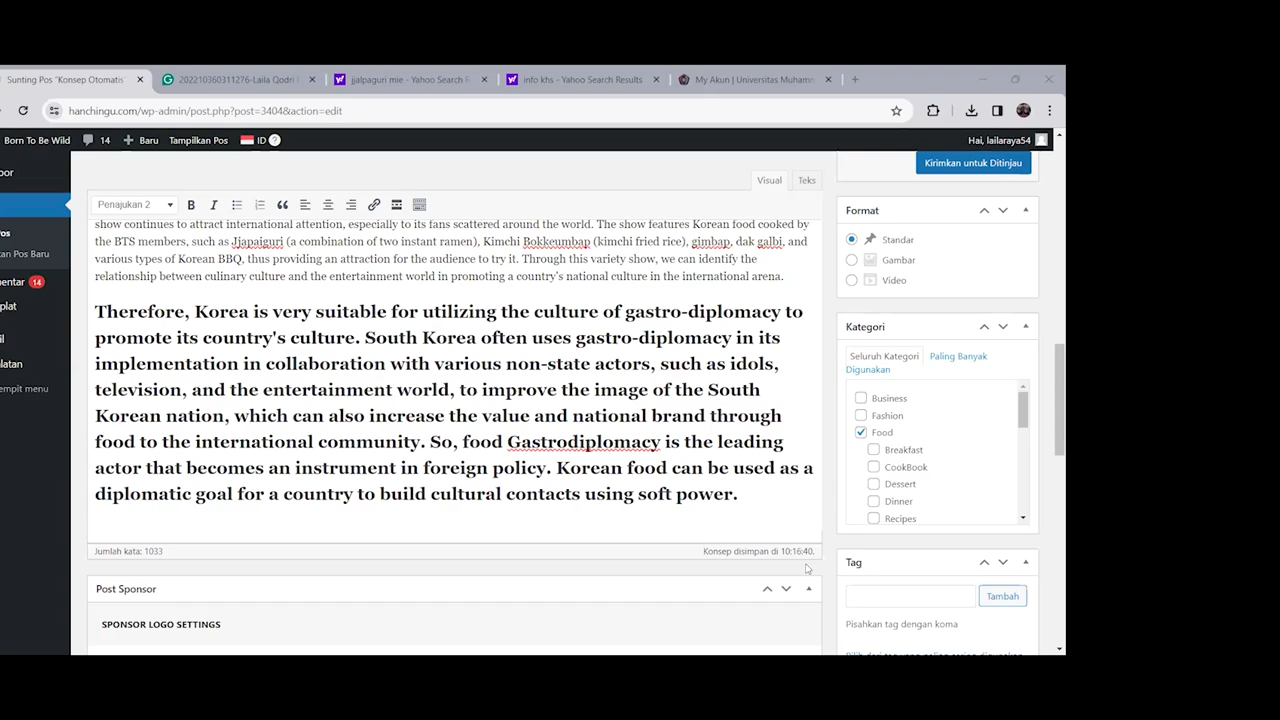 Sunting Pos "Konsep Otomatis"
202210360311276-Laila Qodri
jjalpaguri mie - Yahoo Search R
info khs - Yahoo Search Results
My Akun | Universitas Muhamm
hanchingu.com/wp-admin/post.php?post=3404&action=edit
Born To Be Wild 14 Baru Tampilkan Pos ID ? Hai, lailaraya54
por
Kirimkan untuk Ditinjau
Visual Teks
Penajukan 2
Format
show continues to attract international attention, especially to its fans scattered around the world. The show features Korean food cooked by
the BTS members, such as Jjapaiguri (a combination of two instant ramen), Kimchi Bokkeumbap (kimchi fried rice), gimbap, dak galbi, and
various types of Korean BBQ, thus providing an attraction for the audience to try it. Through this variety show, we can identify the
relationship between culinary culture and the entertainment world in promoting a country's national culture in the international arena.
Therefore, Korea is very suitable for utilizing the culture of gastro-diplomacy to
promote its country's culture. South Korea often uses gastro-diplomacy in its
implementation in collaboration with various non-state actors, such as idols,
television, and the entertainment world, to improve the image of the South
Korean nation, which can also increase the value and national brand through
food to the international community. So, food Gastrodiplomacy is the leading
actor that becomes an instrument in foreign policy. Korean food can be used as a
diplomatic goal for a country to build cultural contacts using soft power.
Jumlah kata: 1033 Konsep disimpan di 10:16:40.
Post Sponsor
SPONSOR LOGO SETTINGS
os
kan Pos Baru
entar 14
plat
il
alatan
empit menu
Standar
Gambar
Video
Kategori
Seluruh Kategori Paling Banyak
Digunakan
Business
Fashion
Food
Breakfast
CookBook
Dessert
Dinner
Recipes
Tag
Tambah
Pisahkan tag dengan koma